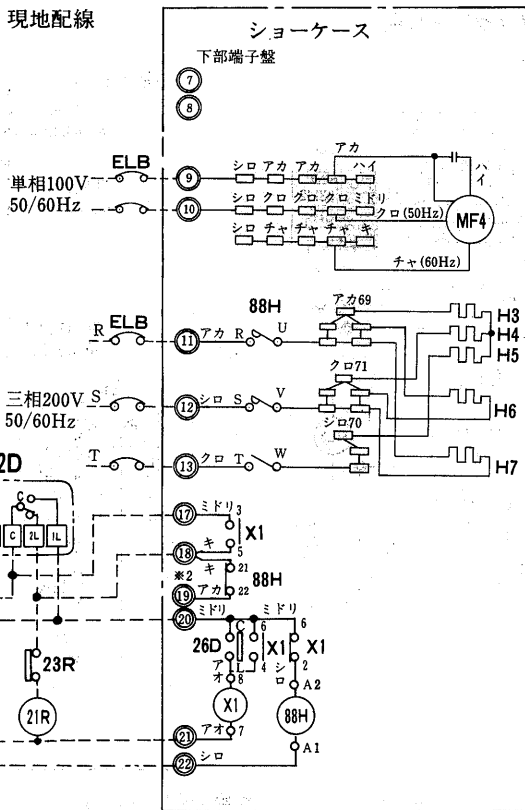 現地配線
ショーケース
下部端子盤
7
8
アカ
ELB
9
シロ アカ アカ ハイ
ハイ
単相100V
50/60Hz
10
シロ クロ クロ クロ ミドリ
クロ(50Hz)
MF4
シロ チャ チャ チャ キ
チャ(60Hz)
アカ69
88H
H3
R
ELB
11
アカ R U
H4
H5
クロ71
三相200V
50/60Hz
S
12
シロ S V
H6
シロ70
T
13
クロ T W
H7
2D
C
C 2L 1L
17
ミドリ 3
X1
18
キ 5
キ 21
※2
88H
19
アカ 22
20
ミドリ ミドリ
26D
C 6 6
X1 X1
L 4 2
アオ 8
シロ
A2
23R
X1
88H
21R
21
アオ 7
A1
22
シロ